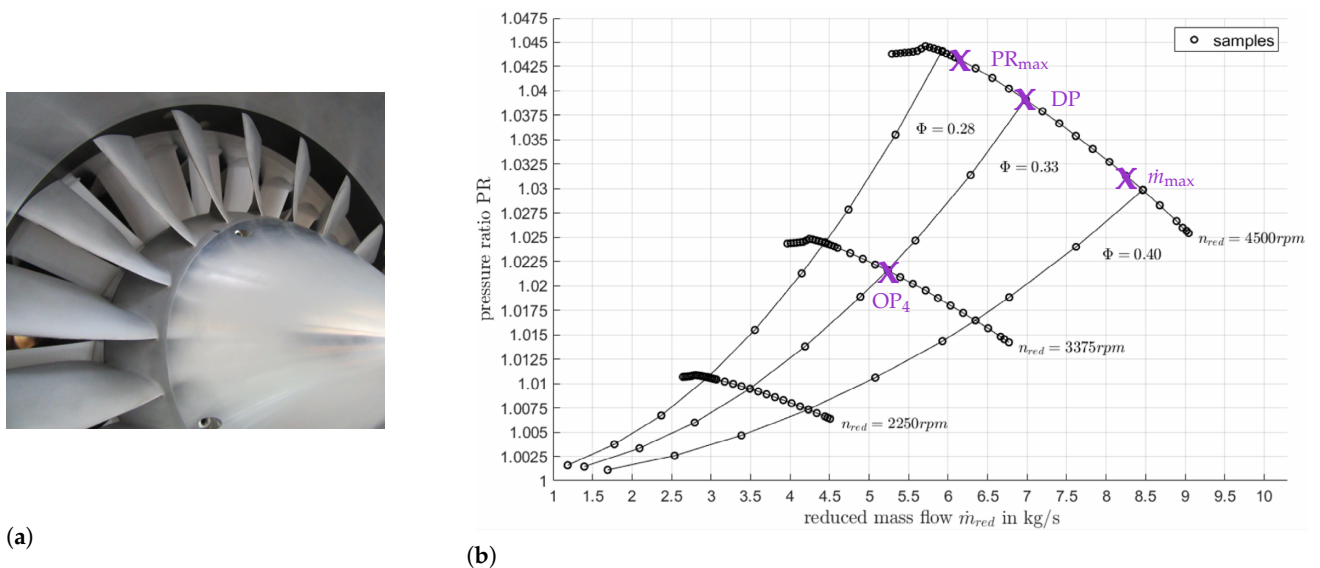 (a)
1.0475
1.045
1.0425
1.04
1.0375
1.035
1.0325
1.03
1.0275
1.025
1.0225
1.02
1.0175
1.015
1.0125
1.01
1.0075
1.005
1.0025
1
pressure ratio PR
samples
PRmax
DP
ṁmax
OP4
Φ = 0.28
Φ = 0.33
Φ = 0.40
nred = 4500rpm
nred = 3375rpm
nred = 2250rpm
1 1.5 2 2.5 3 3.5 4 4.5 5 5.5 6 6.5 7 7.5 8 8.5 9 9.5 10
reduced mass flow ṁred in kg/s
(b)